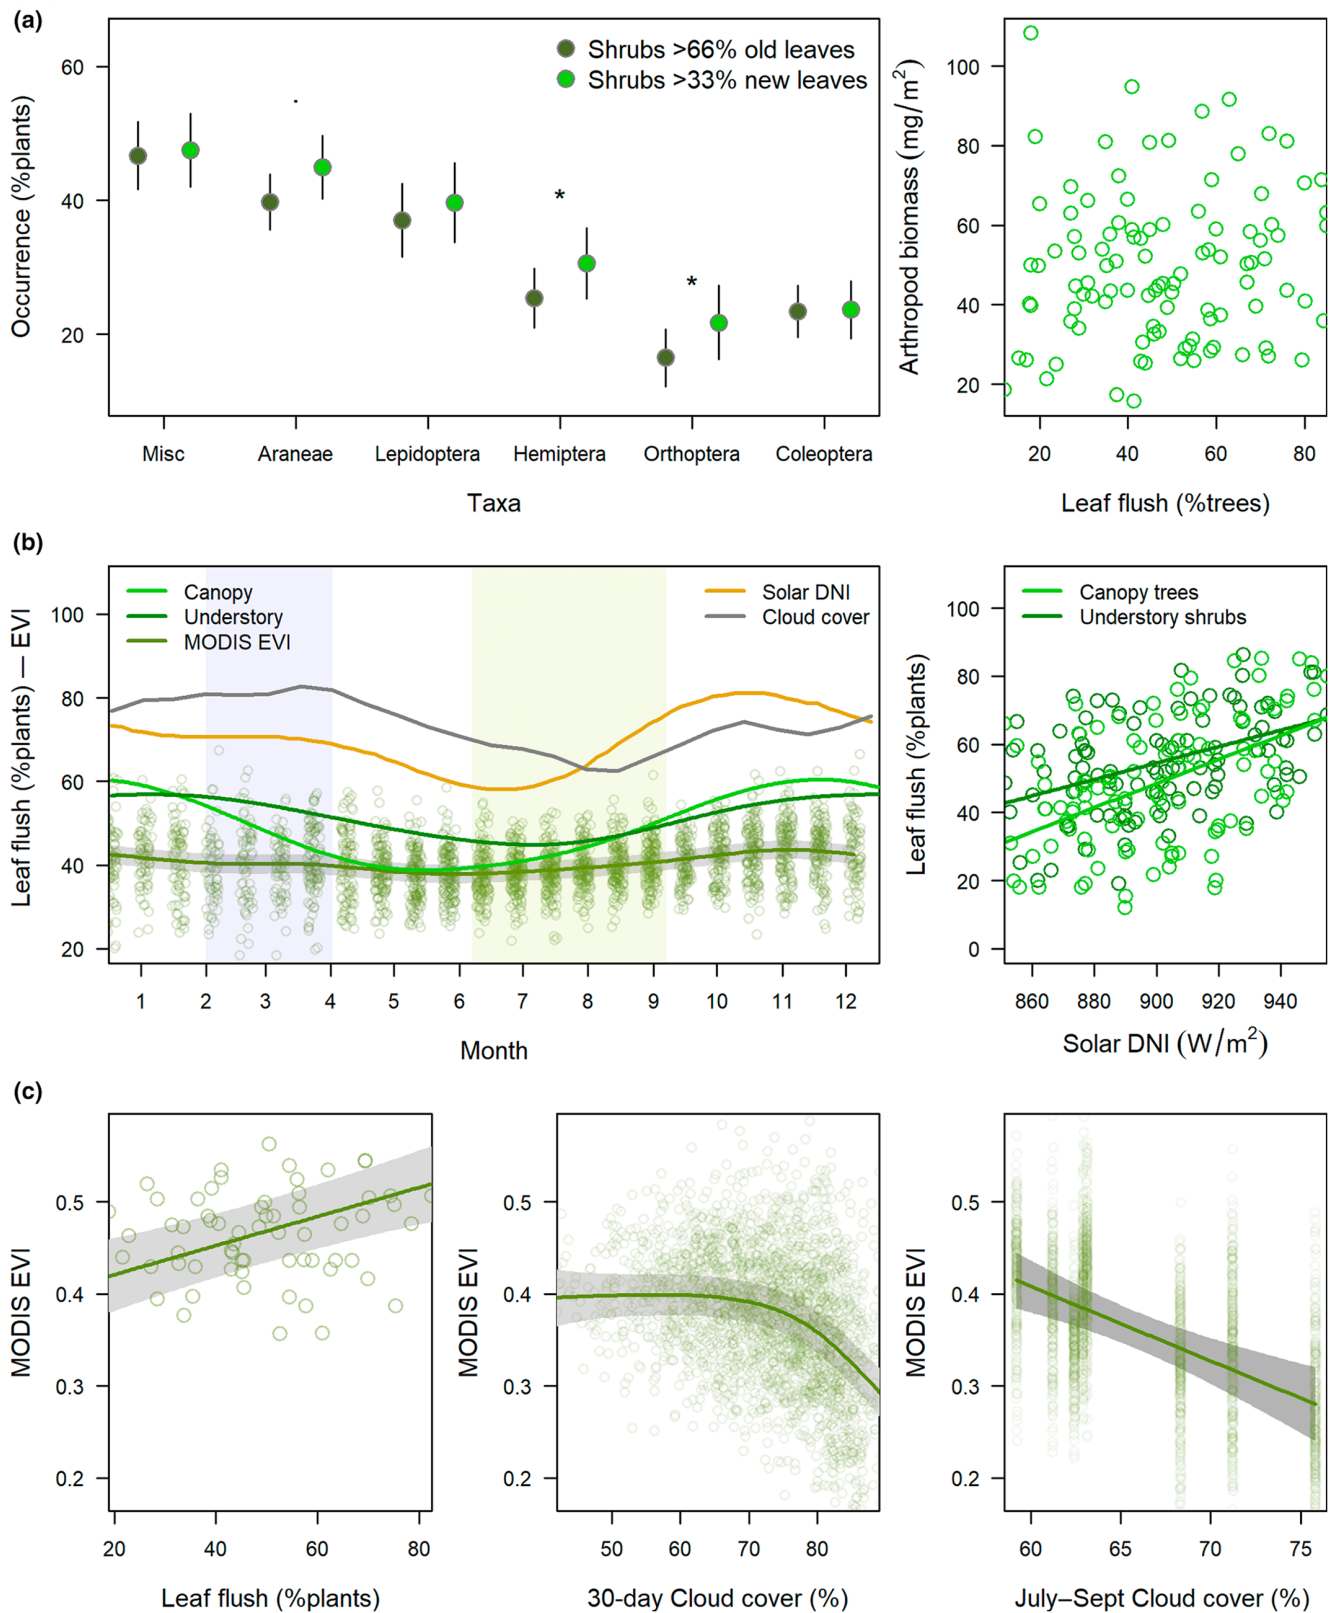 (a)
Shrubs >66% old leaves
Shrubs >33% new leaves
Occurrence (%plants)
60
40
20
*
*
Misc
Araneae
Lepidoptera
Hemiptera
Orthoptera
Coleoptera
Taxa
Arthropod biomass (mg/m²)
100
80
60
40
20
20
40
60
80
Leaf flush (%trees)
(b)
Canopy
Understory
MODIS EVI
Solar DNI
Cloud cover
Leaf flush (%plants) — EVI
100
80
60
40
20
1
2
3
4
5
6
7
8
9
10
11
12
Month
Canopy trees
Understory shrubs
Leaf flush (%plants)
100
80
60
40
20
0
860
880
900
920
940
Solar DNI (W/m²)
(c)
MODIS EVI
0.5
0.4
0.3
0.2
20
40
60
80
Leaf flush (%plants)
MODIS EVI
0.5
0.4
0.3
0.2
50
60
70
80
30-day Cloud cover (%)
MODIS EVI
0.5
0.4
0.3
0.2
60
65
70
75
July–Sept Cloud cover (%)